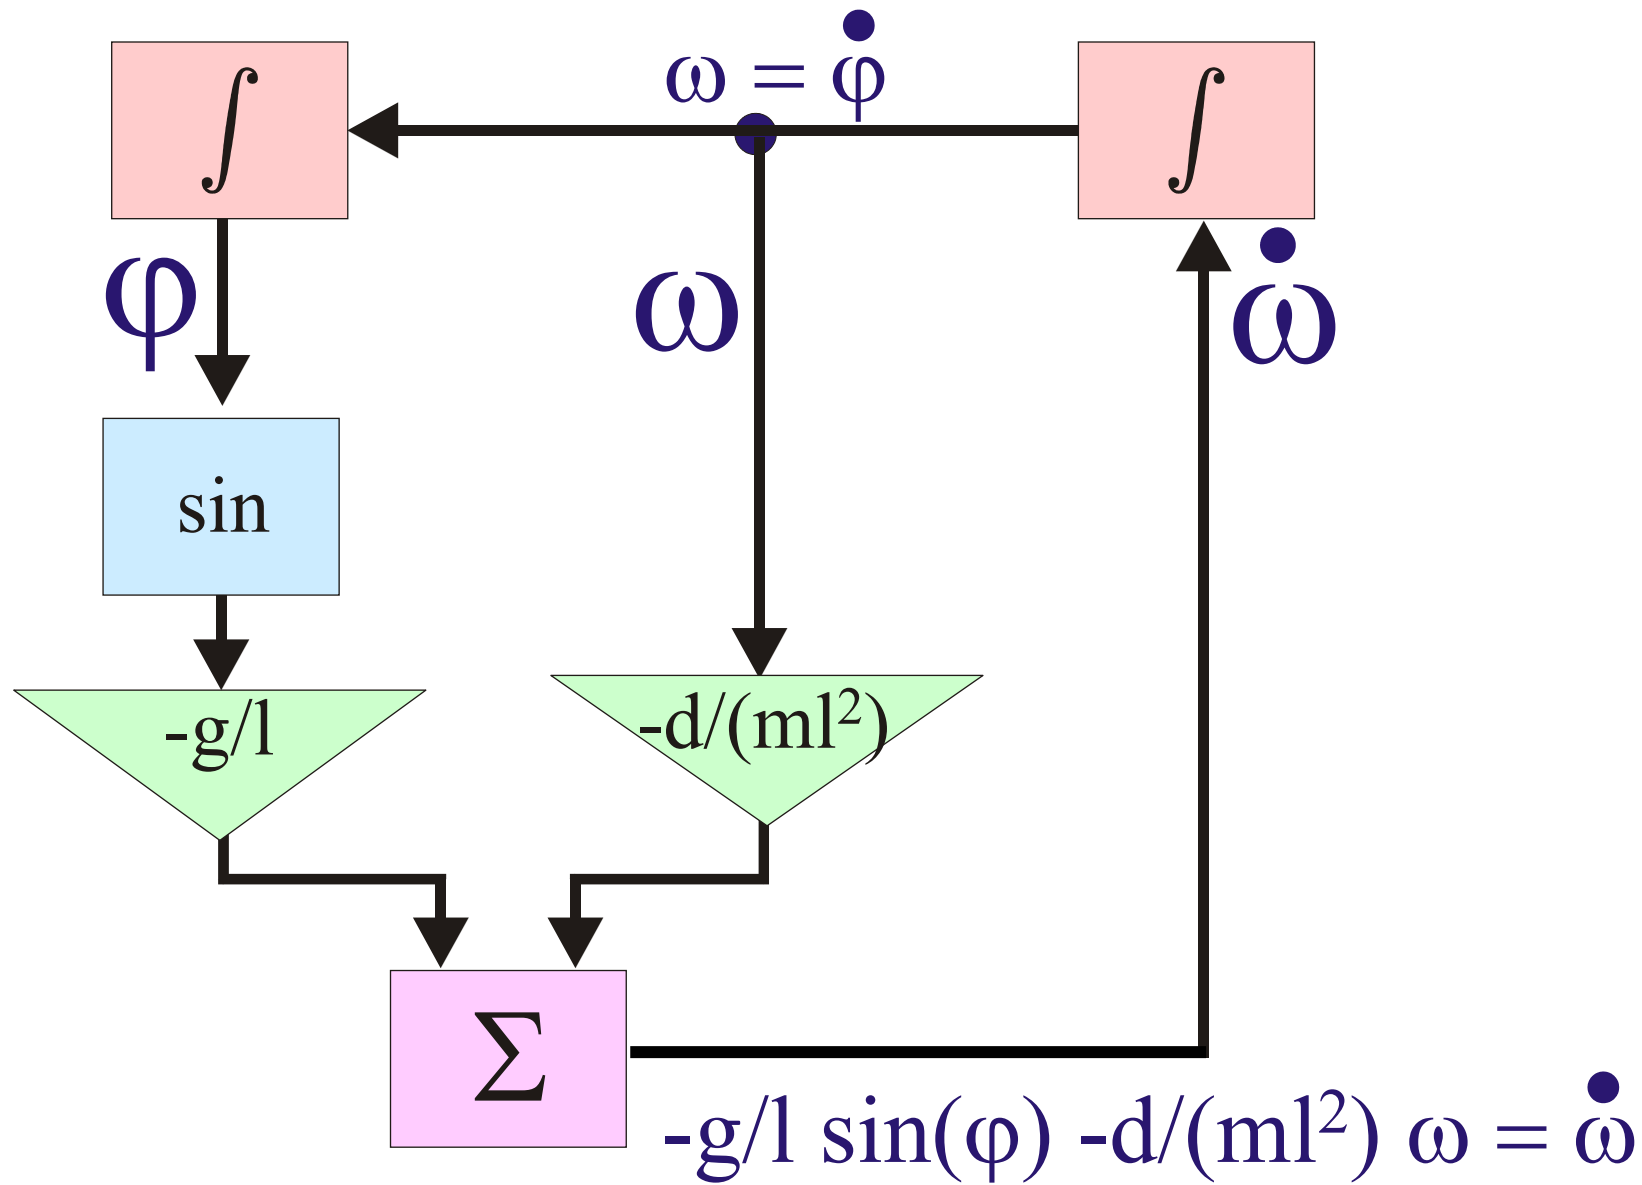 ω = φ̇
∫
∫
φ
ω
ω̇
sin
-g/l
-d/(ml²)
Σ
-g/l sin(φ) -d/(ml²) ω = ω̇